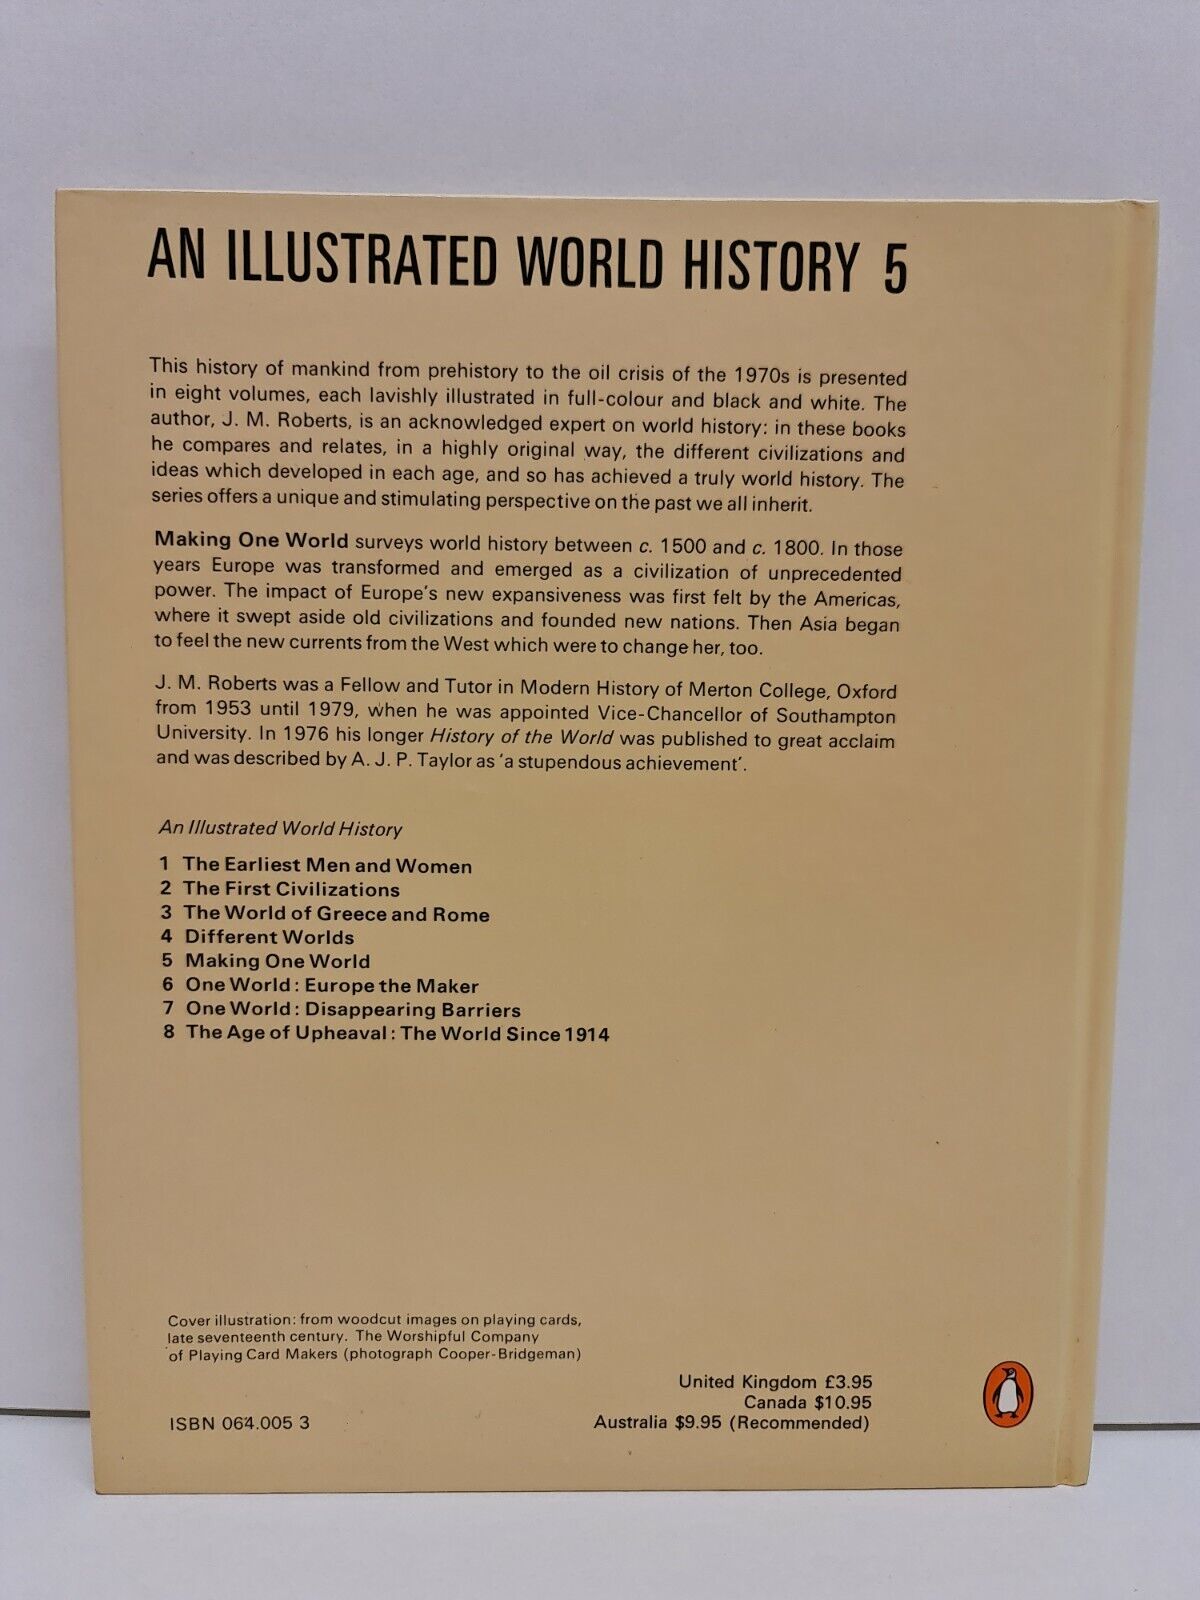 AN ILLUSTRATED WORLD HISTORY 5
This history of mankind from prehistory to the oil crisis of the 1970s is presented
in eight volumes, each lavishly illustrated in full-colour and black and white. The
author, J. M. Roberts, is an acknowledged expert on world history: in these books
he compares and relates, in a highly original way, the different civilizations and
ideas which developed in each age, and so has achieved a truly world history. The
series offers a unique and stimulating perspective on the past we all inherit.
Making One World surveys world history between c. 1500 and c. 1800. In those
years Europe was transformed and emerged as a civilization of unprecedented
power. The impact of Europe's new expansiveness was first felt by the Americas,
where it swept aside old civilizations and founded new nations. Then Asia began
to feel the new currents from the West which were to change her, too.
J. M. Roberts was a Fellow and Tutor in Modern History of Merton College, Oxford
from 1953 until 1979, when he was appointed Vice-Chancellor of Southampton
University. In 1976 his longer History of the World was published to great acclaim
and was described by A. J. P. Taylor as 'a stupendous achievement'.
An Illustrated World History
1 The Earliest Men and Women
2 The First Civilizations
3 The World of Greece and Rome
4 Different Worlds
5 Making One World
6 One World: Europe the Maker
7 One World: Disappearing Barriers
8 The Age of Upheaval: The World Since 1914
Cover illustration: from woodcut images on playing cards,
late seventeenth century. The Worshipful Company
of Playing Card Makers (photograph Cooper-Bridgeman)
United Kingdom £3.95
Canada $10.95
Australia $9.95 (Recommended)
ISBN 064.005 3